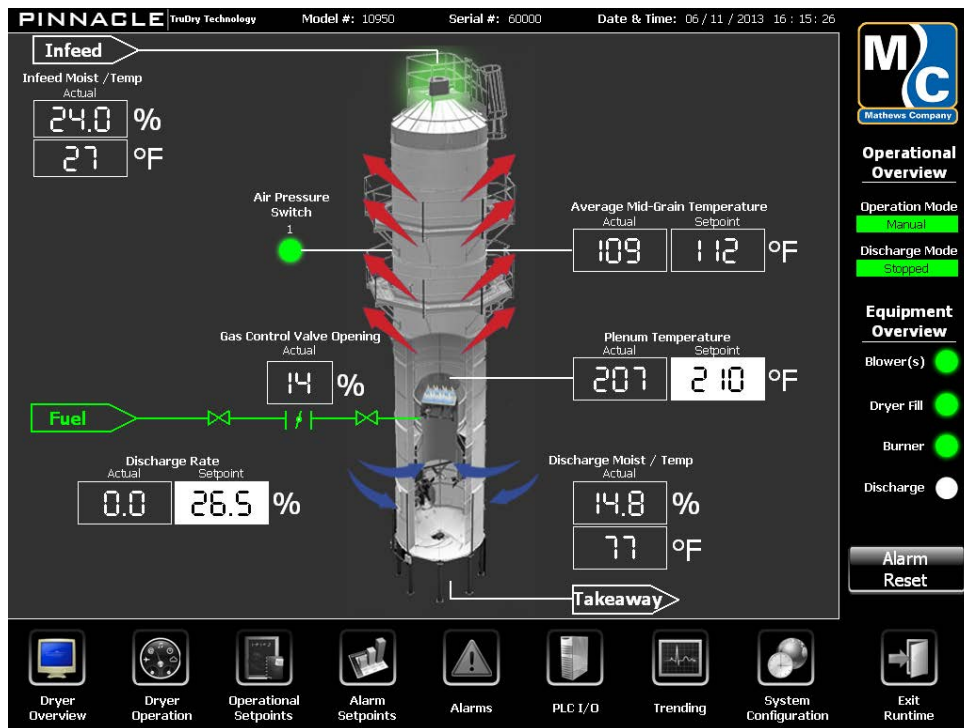 PINNACLE TruDry Technology Model #: 10950 Serial #: 60000 Date & Time: 06 / 11 / 2013 16 : 15 : 26
Infeed
Infeed Moist /Temp
Actual
24.0 %
27 °F
Air Pressure
Switch
1
Average Mid-Grain Temperature
Actual Setpoint
109 112 °F
Gas Control Valve Opening
Actual
14 %
Plenum Temperature
Actual Setpoint
207 210 °F
Fuel
Discharge Rate
Actual Setpoint
0.0 26.5 %
Discharge Moist / Temp
Actual
14.8 %
77 °F
Takeaway
MC
Mathews Company
Operational
Overview
Operation Mode
Manual
Discharge Mode
Stopped
Equipment
Overview
Blower(s)
Dryer Fill
Burner
Discharge
Alarm
Reset
Dryer
Overview
Dryer
Operation
Operational
Setpoints
Alarm
Setpoints
Alarms
PLC I/O
Trending
System
Configuration
Exit
Runtime